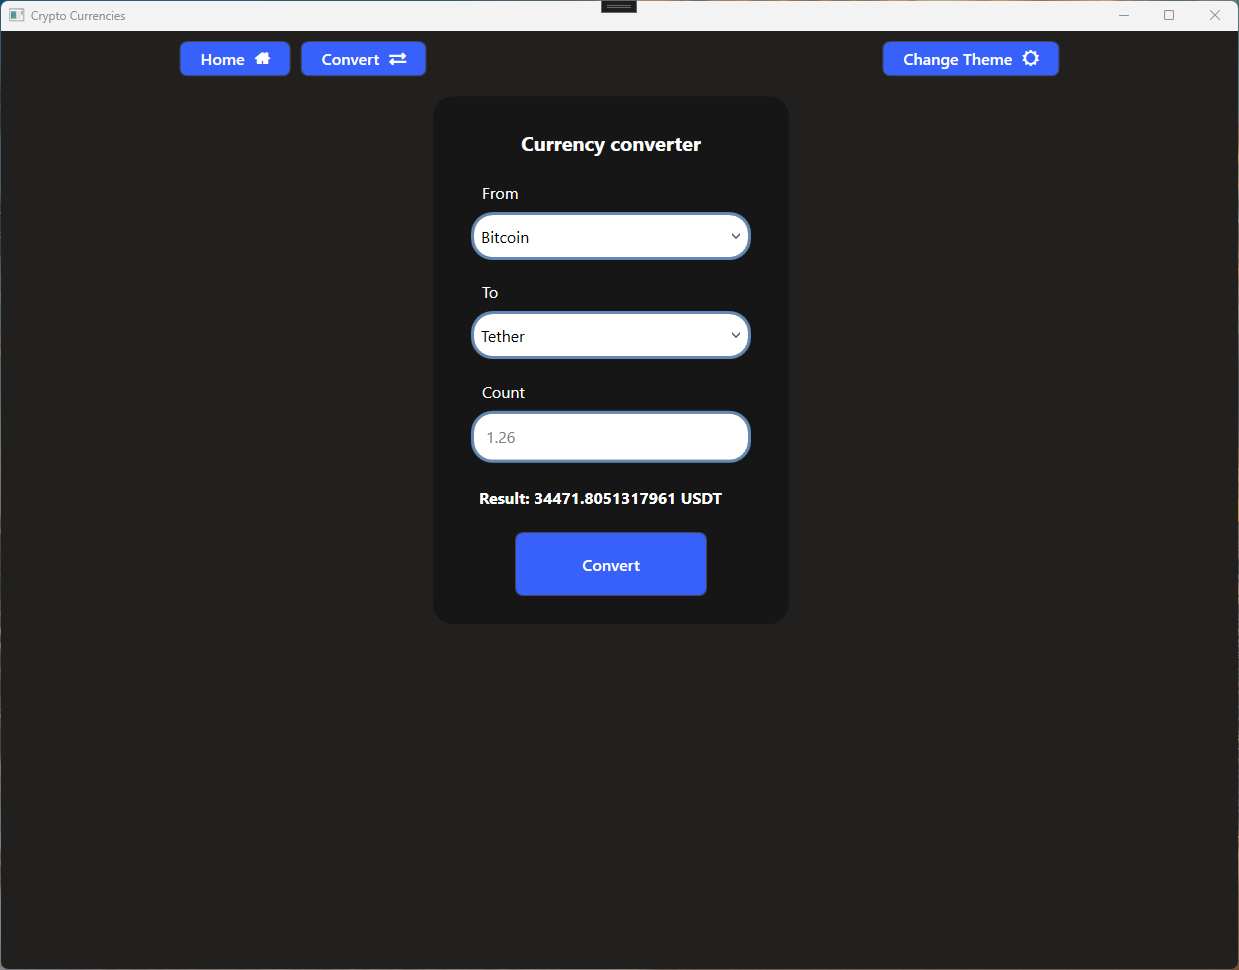 Crypto Currencies
Home
Convert
Change Theme
Currency converter
From
Bitcoin
To
Tether
Count
1.26
Result: 34471.8051317961 USDT
Convert